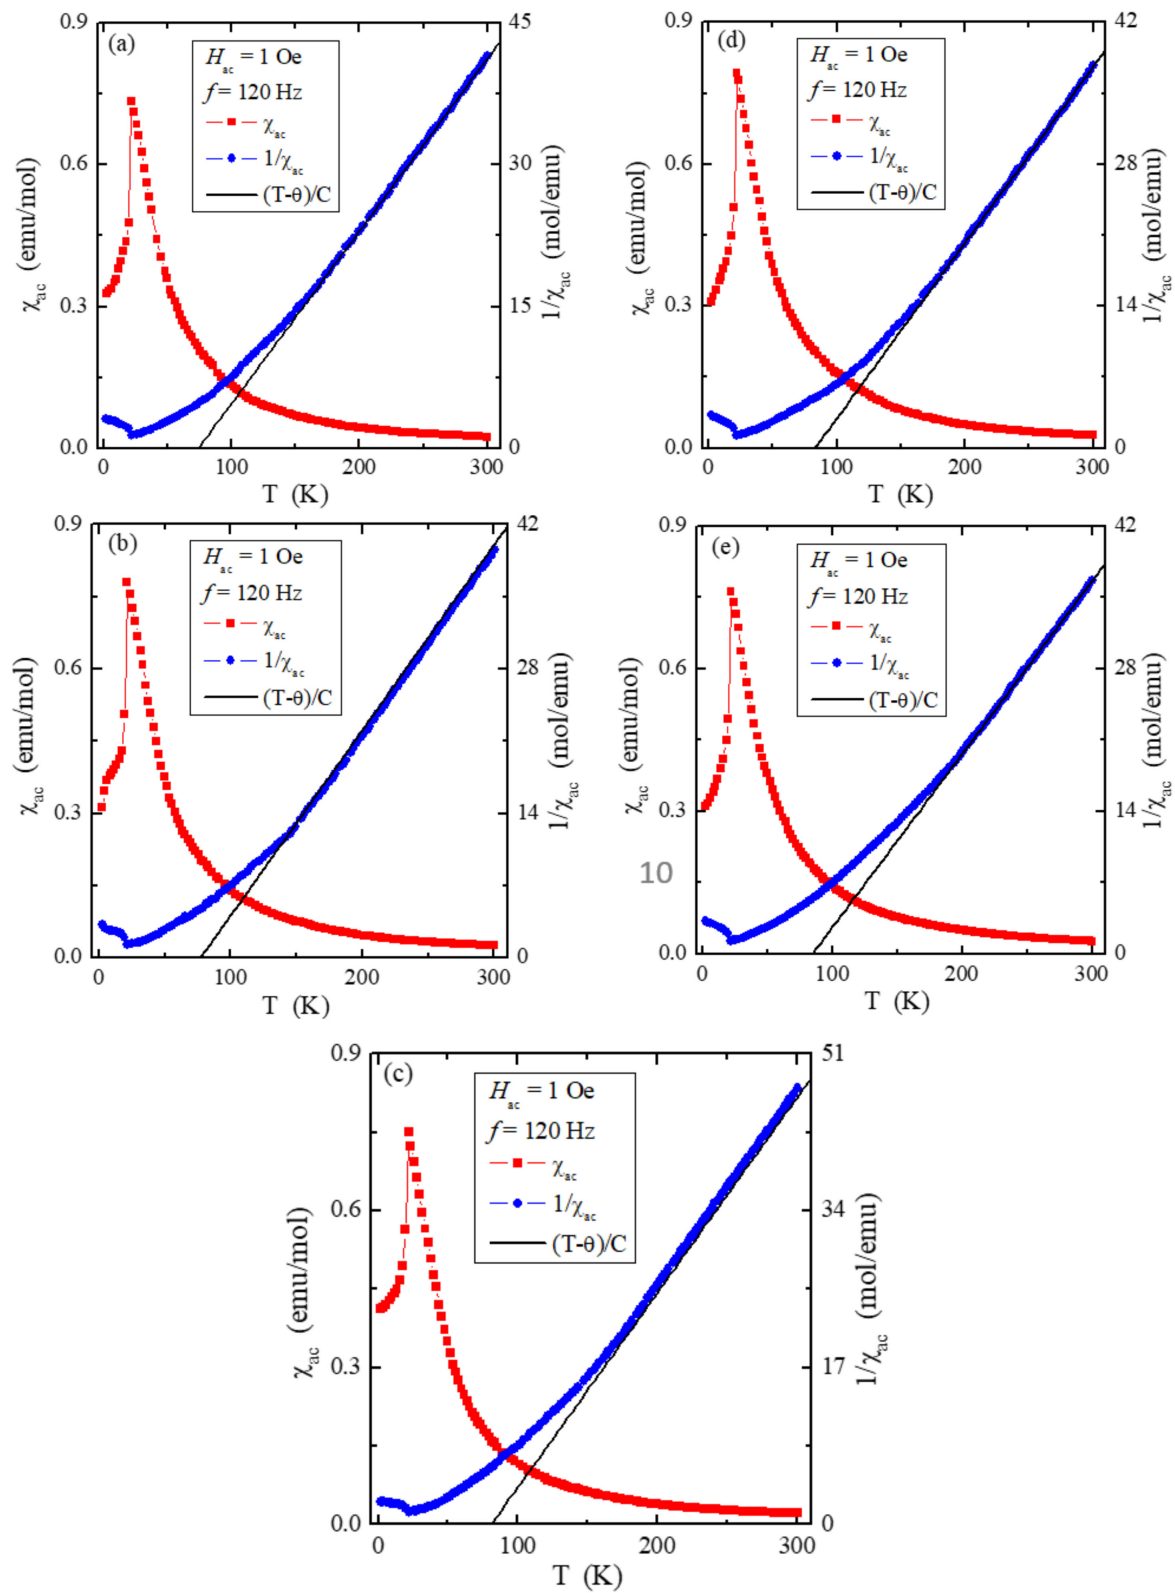 (a)
H_ac = 1 Oe
f = 120 Hz
χ_ac
1/χ_ac
(T-θ)/C
0.9
0.6
0.3
0.0
45
30
15
0
0 100 200 300
T (K)
χ_ac (emu/mol)
1/χ_ac (mol/emu)
(d)
H_ac = 1 Oe
f = 120 Hz
χ_ac
1/χ_ac
(T-θ)/C
0.9
0.6
0.3
0.0
42
28
14
0
0 100 200 300
T (K)
χ_ac (emu/mol)
1/χ_ac (mol/emu)
(b)
H_ac = 1 Oe
f = 120 Hz
χ_ac
1/χ_ac
(T-θ)/C
0.9
0.6
0.3
0.0
42
28
14
0
0 100 200 300
T (K)
χ_ac (emu/mol)
1/χ_ac (mol/emu)
(e)
H_ac = 1 Oe
f = 120 Hz
χ_ac
1/χ_ac
(T-θ)/C
0.9
0.6
0.3
0.0
42
28
14
0
0 100 200 300
T (K)
χ_ac (emu/mol)
1/χ_ac (mol/emu)
10
(c)
H_ac = 1 Oe
f = 120 Hz
χ_ac
1/χ_ac
(T-θ)/C
0.9
0.6
0.3
0.0
51
34
17
0
0 100 200 300
T (K)
χ_ac (emu/mol)
1/χ_ac (mol/emu)